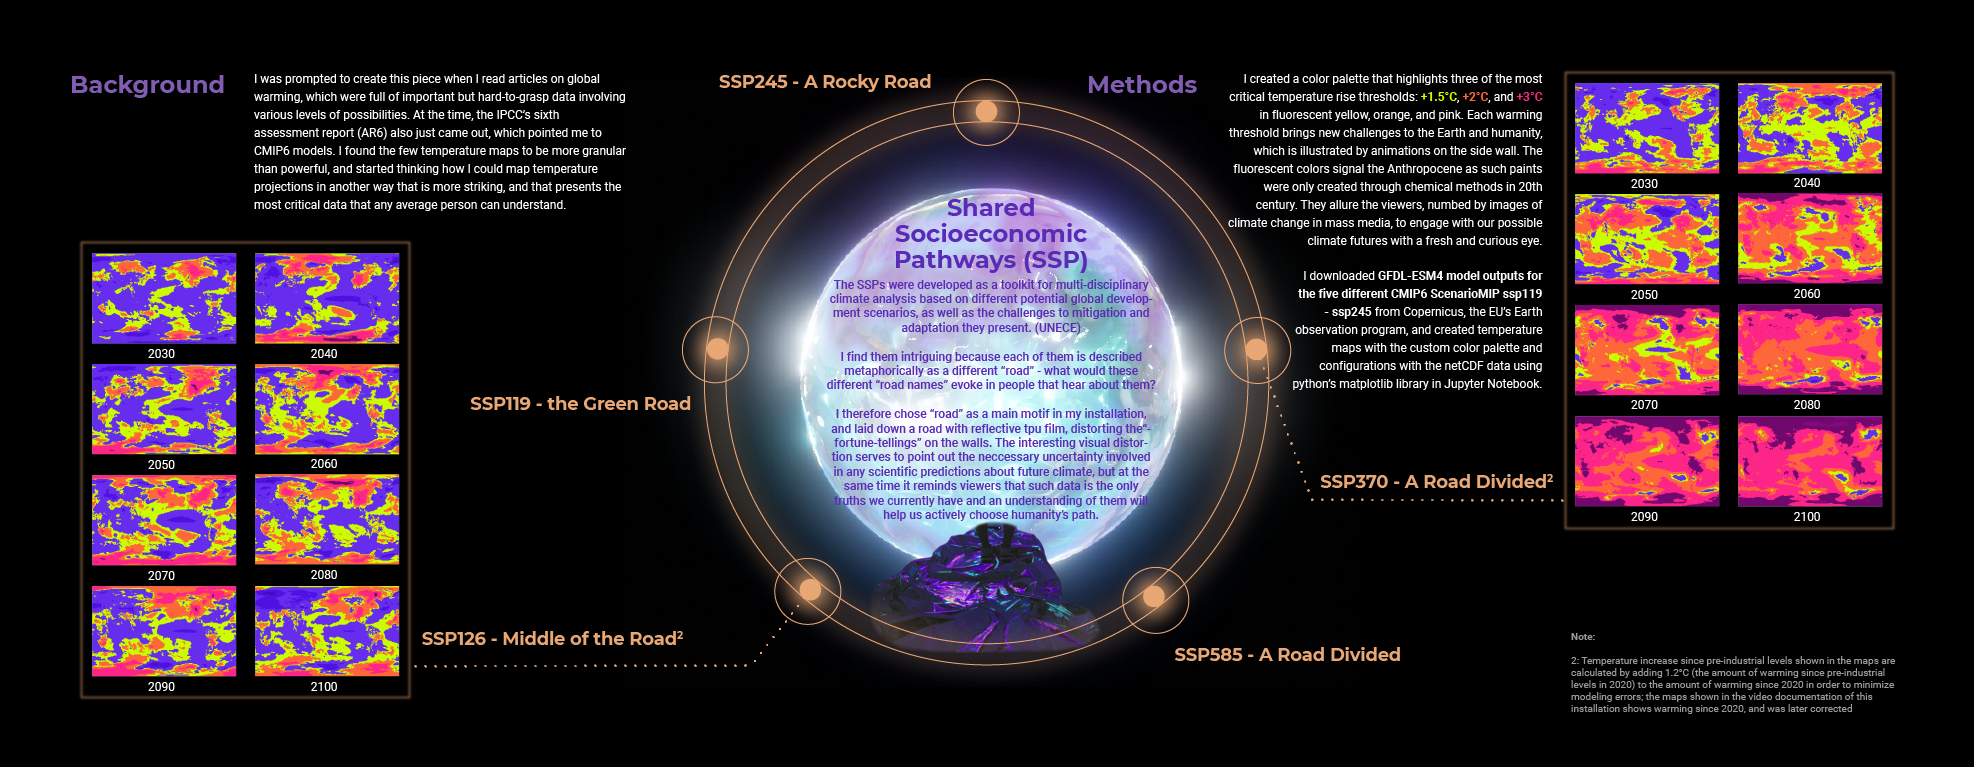 Background
I was prompted to create this piece when I read articles on global
warming, which were full of important but hard-to-grasp data involving
various levels of possibilities. At the time, the IPCC's sixth
assessment report (AR6) also just came out, which pointed me to
CMIP6 models. I found the few temperature maps to be more granular
than powerful, and started thinking how I could map temperature
projections in another way that is more striking, and that presents the
most critical data that any average person can understand.
2030
2040
2050
2060
2070
2080
2090
2100
SSP245 - A Rocky Road
SSP119 - the Green Road
SSP126 - Middle of the Road²
SSP585 - A Road Divided
SSP370 - A Road Divided²
Shared
Socioeconomic
Pathways (SSP)
The SSPs were developed as a toolkit for multi-disciplinary
climate analysis based on different potential global develop-
ment scenarios, as well as the challenges to mitigation and
adaptation they present. (UNECE)
I find them intriguing because each of them is described
metaphorically as a different “road” - what would these
different “road names” evoke in people that hear about them?
I therefore chose “road” as a main motif in my installation,
and laid down a road with reflective tpu film, distorting the“-
fortune-tellings” on the walls. The interesting visual distor-
tion serves to point out the neccessary uncertainty involved
in any scientific predictions about future climate, but at the
same time it reminds viewers that such data is the only
truths we currently have and an understanding of them will
help us actively choose humanity's path.
Methods
I created a color palette that highlights three of the most
critical temperature rise thresholds: +1.5°C, +2°C, and +3°C
in fluorescent yellow, orange, and pink. Each warming
threshold brings new challenges to the Earth and humanity,
which is illustrated by animations on the side wall. The
fluorescent colors signal the Anthropocene as such paints
were only created through chemical methods in 20th
century. They allure the viewers, numbed by images of
climate change in mass media, to engage with our possible
climate futures with a fresh and curious eye.
I downloaded GFDL-ESM4 model outputs for
the five different CMIP6 ScenarioMIP ssp119
- ssp245 from Copernicus, the EU's Earth
observation program, and created temperature
maps with the custom color palette and
configurations with the netCDF data using
python's matplotlib library in Jupyter Notebook.
2030
2040
2050
2060
2070
2080
2090
2100
Note:
2: Temperature increase since pre-industrial levels shown in the maps are
calculated by adding 1.2°C (the amount of warming since pre-industrial
levels in 2020) to the amount of warming since 2020 in order to minimize
modeling errors; the maps shown in the video documentation of this
installation shows warming since 2020, and was later corrected